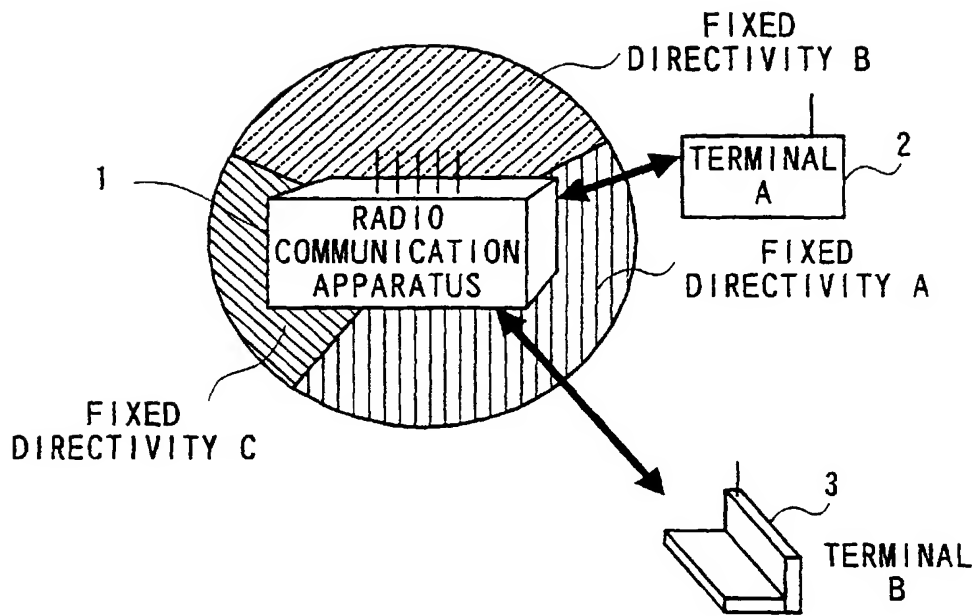 FIXED
DIRECTIVITY B
1
TERMINAL
A
2
RADIO
COMMUNICATION
APPARATUS
FIXED
DIRECTIVITY A
FIXED
DIRECTIVITY C
3
TERMINAL
B